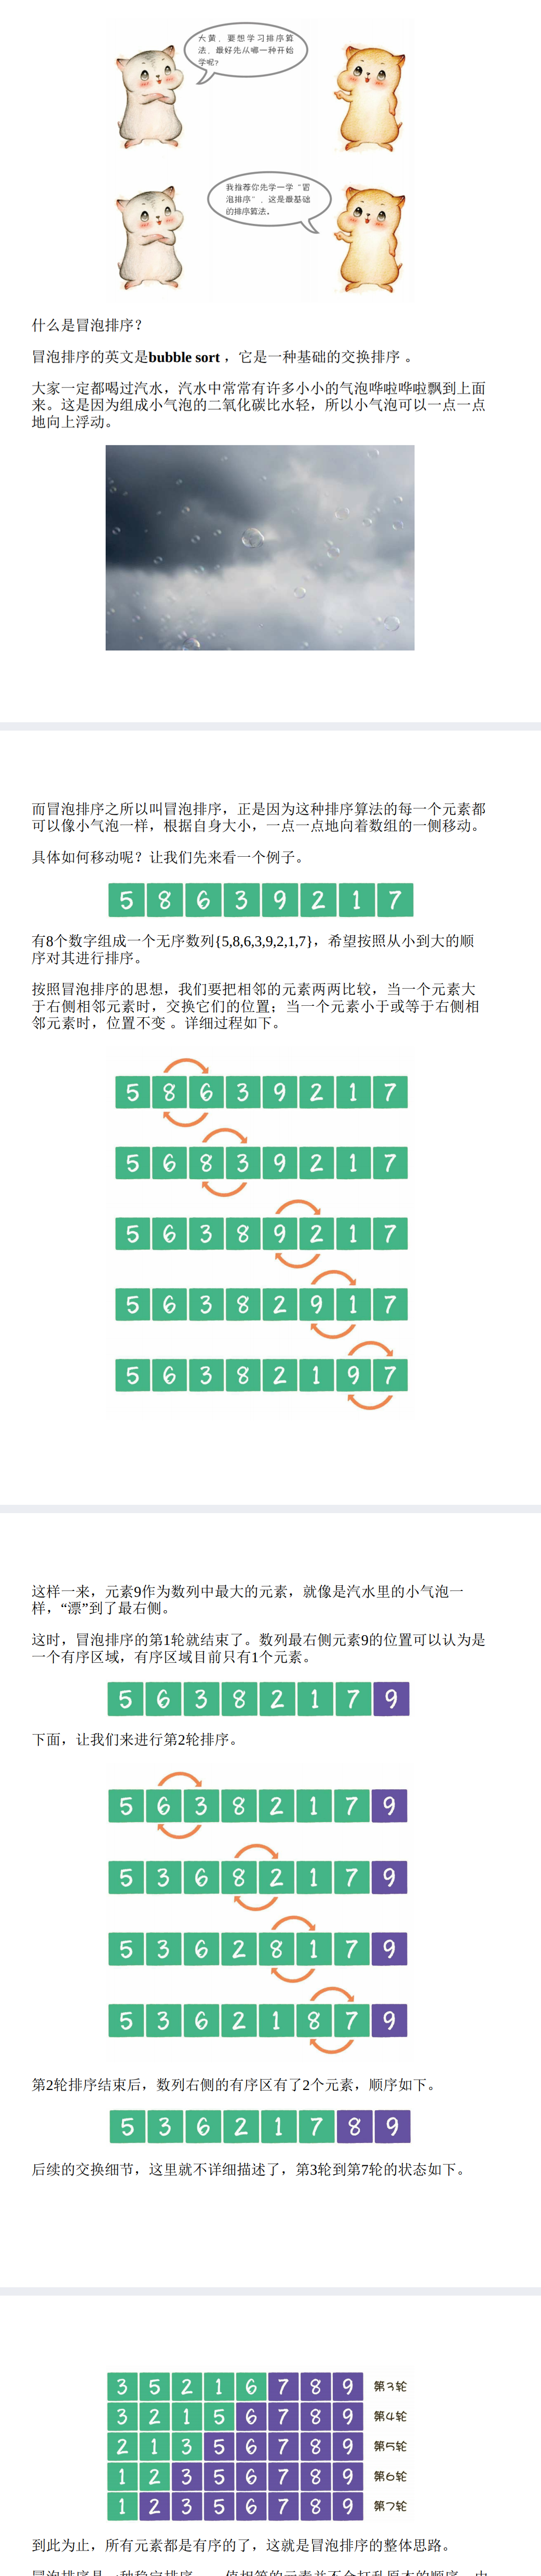 大黄，要想学习排序算
法，最好先从哪一种开始
学呢？
我推荐你先学一学“冒
泡排序”，这是最基础
的排序算法。
什么是冒泡排序？
冒泡排序的英文是bubble sort ，它是一种基础的交换排序 。
大家一定都喝过汽水，汽水中常常有许多小小的气泡哗啦哗啦飘到上面
来。这是因为组成小气泡的二氧化碳比水轻，所以小气泡可以一点一点
地向上浮动。
而冒泡排序之所以叫冒泡排序，正是因为这种排序算法的每一个元素都
可以像小气泡一样，根据自身大小，一点一点地向着数组的一侧移动。
具体如何移动呢？让我们先来看一个例子。
5 8 6 3 9 2 1 7
有8个数字组成一个无序数列{5,8,6,3,9,2,1,7}，希望按照从小到大的顺
序对其进行排序。
按照冒泡排序的思想，我们要把相邻的元素两两比较，当一个元素大
于右侧相邻元素时，交换它们的位置；当一个元素小于或等于右侧相
邻元素时，位置不变 。详细过程如下。
5 8 6 3 9 2 1 7
5 6 8 3 9 2 1 7
5 6 3 8 9 2 1 7
5 6 3 8 2 9 1 7
5 6 3 8 2 1 9 7
这样一来，元素9作为数列中最大的元素，就像是汽水里的小气泡一
样，“漂”到了最右侧。
这时，冒泡排序的第1轮就结束了。数列最右侧元素9的位置可以认为是
一个有序区域，有序区域目前只有1个元素。
5 6 3 8 2 1 7 9
下面，让我们来进行第2轮排序。
5 6 3 8 2 1 7 9
5 3 6 8 2 1 7 9
5 3 6 2 8 1 7 9
5 3 6 2 1 8 7 9
第2轮排序结束后，数列右侧的有序区有了2个元素，顺序如下。
5 3 6 2 1 7 8 9
后续的交换细节，这里就不详细描述了，第3轮到第7轮的状态如下。
3 5 2 1 6 7 8 9 第3轮
3 2 1 5 6 7 8 9 第4轮
2 1 3 5 6 7 8 9 第5轮
1 2 3 5 6 7 8 9 第6轮
1 2 3 5 6 7 8 9 第7轮
到此为止，所有元素都是有序的了，这就是冒泡排序的整体思路。